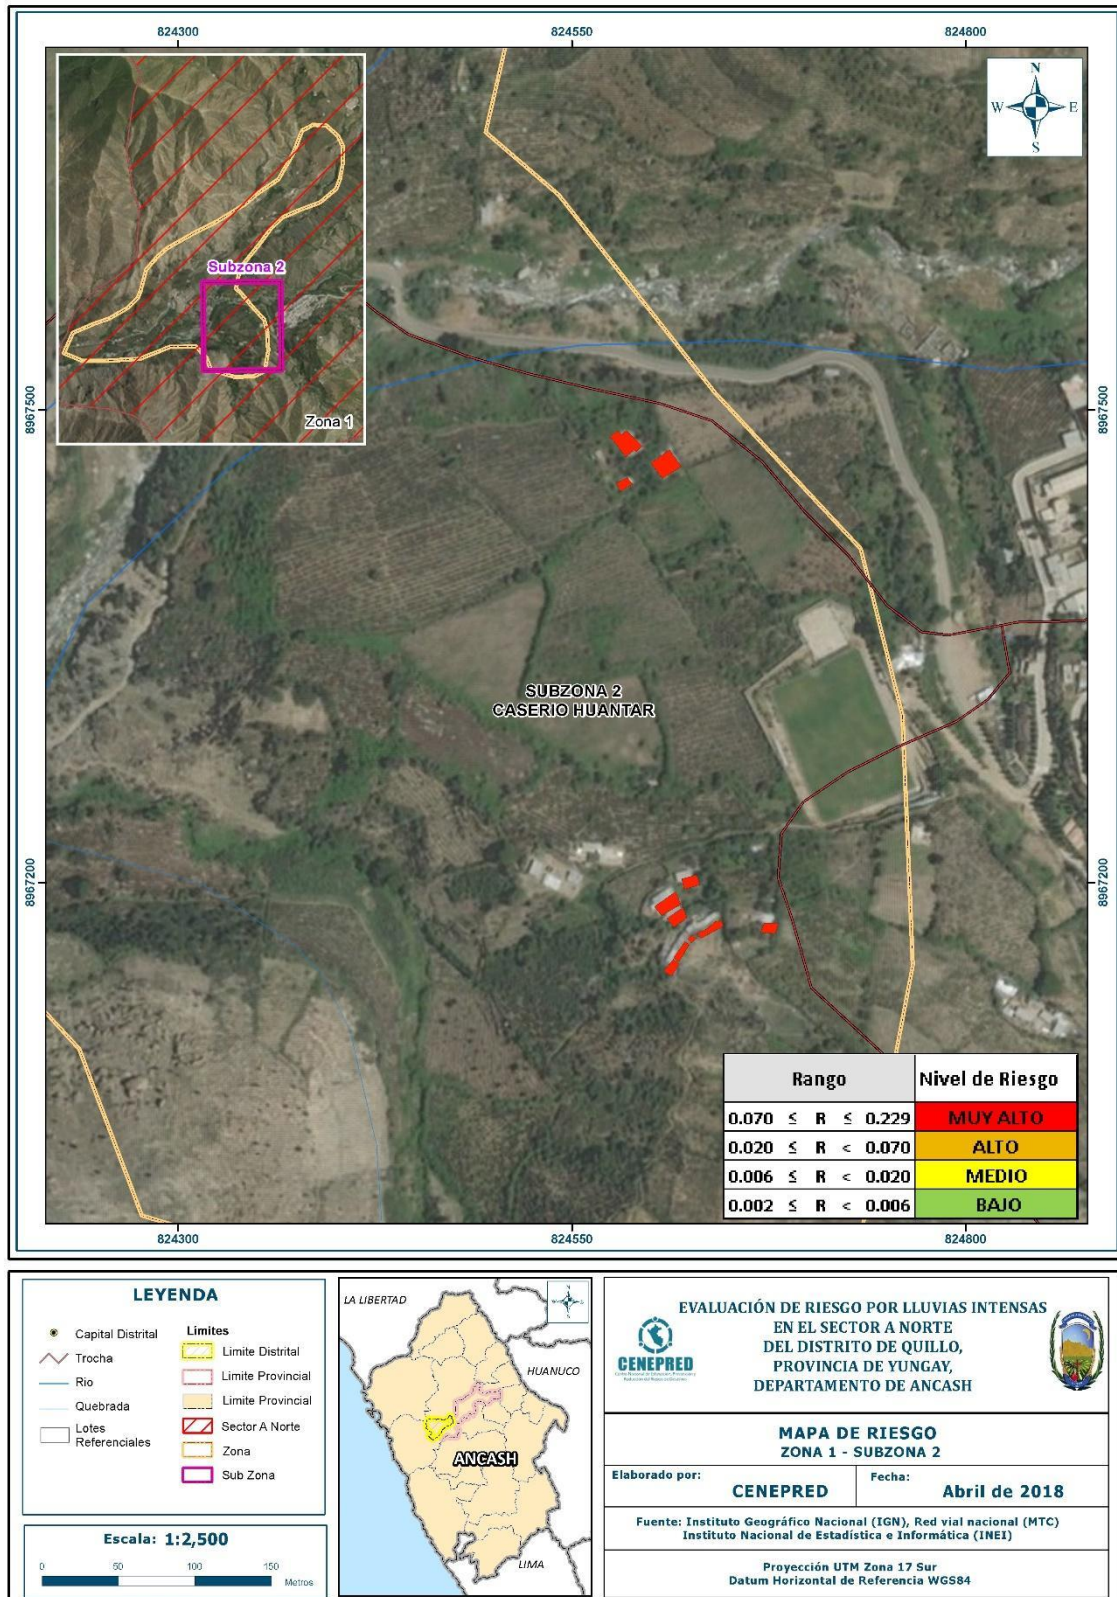 824300 824550 824800
Subzona 2
Zona 1
N
W E
S
8967500 8967500
SUBZONA 2
CASERIO HUANTAR
8967200 8967200
Rango Nivel de Riesgo
0.070 ≤ R ≤ 0.229 MUY ALTO
0.020 ≤ R < 0.070 ALTO
0.006 ≤ R < 0.020 MEDIO
0.002 ≤ R < 0.006 BAJO
824300 824550 824800
LEYENDA
Capital Distrital
Trocha
Rio
Quebrada
Lotes
Referenciales
Límites
Limite Distrital
Limite Provincial
Limite Provincial
Sector A Norte
Zona
Sub Zona
Escala: 1:2,500
0 50 100 150
Metros
LA LIBERTAD
HUANUCO
ANCASH
LIMA
CENEPRED
EVALUACIÓN DE RIESGO POR LLUVIAS INTENSAS
EN EL SECTOR A NORTE
DEL DISTRITO DE QUILLO,
PROVINCIA DE YUNGAY,
DEPARTAMENTO DE ANCASH
MAPA DE RIESGO
ZONA 1 - SUBZONA 2
Elaborado por:
CENEPRED
Fecha:
Abril de 2018
Fuente: Instituto Geográfico Nacional (IGN), Red vial nacional (MTC)
Instituto Nacional de Estadística e Informática (INEI)
Proyección UTM Zona 17 Sur
Datum Horizontal de Referencia WGS84